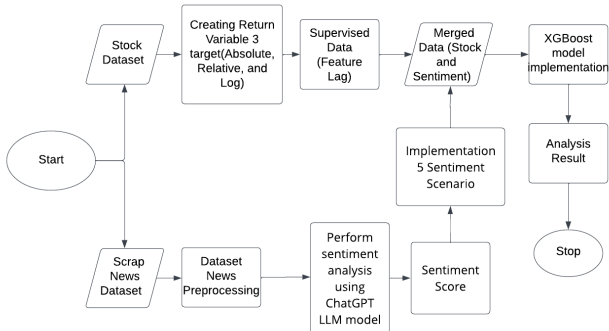 Stock
Dataset
Creating Return
Variable 3
target(Absolute,
Relative, and
Log)
Supervised
Data
(Feature
Lag)
Merged
Data (Stock
and
Sentiment)
XGBoost
model
implementation
Start
Implementation
5 Sentiment
Scenario
Analysis
Result
Stop
Scrap
News
Dataset
Dataset
News
Preprocessing
Perform
sentiment
analysis
using
ChatGPT
LLM model
Sentiment
Score